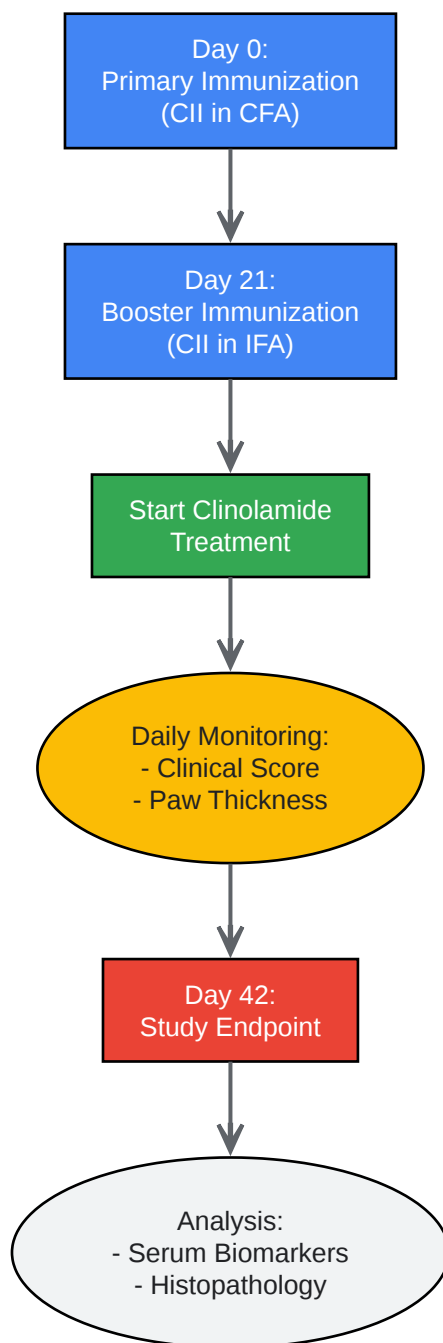 Day 0:
Primary Immunization
(CII in CFA)
Day 21:
Booster Immunization
(CII in IFA)
Start Clinolamide
Treatment
Daily Monitoring:
- Clinical Score
- Paw Thickness
Day 42:
Study Endpoint
Analysis:
- Serum Biomarkers
- Histopathology